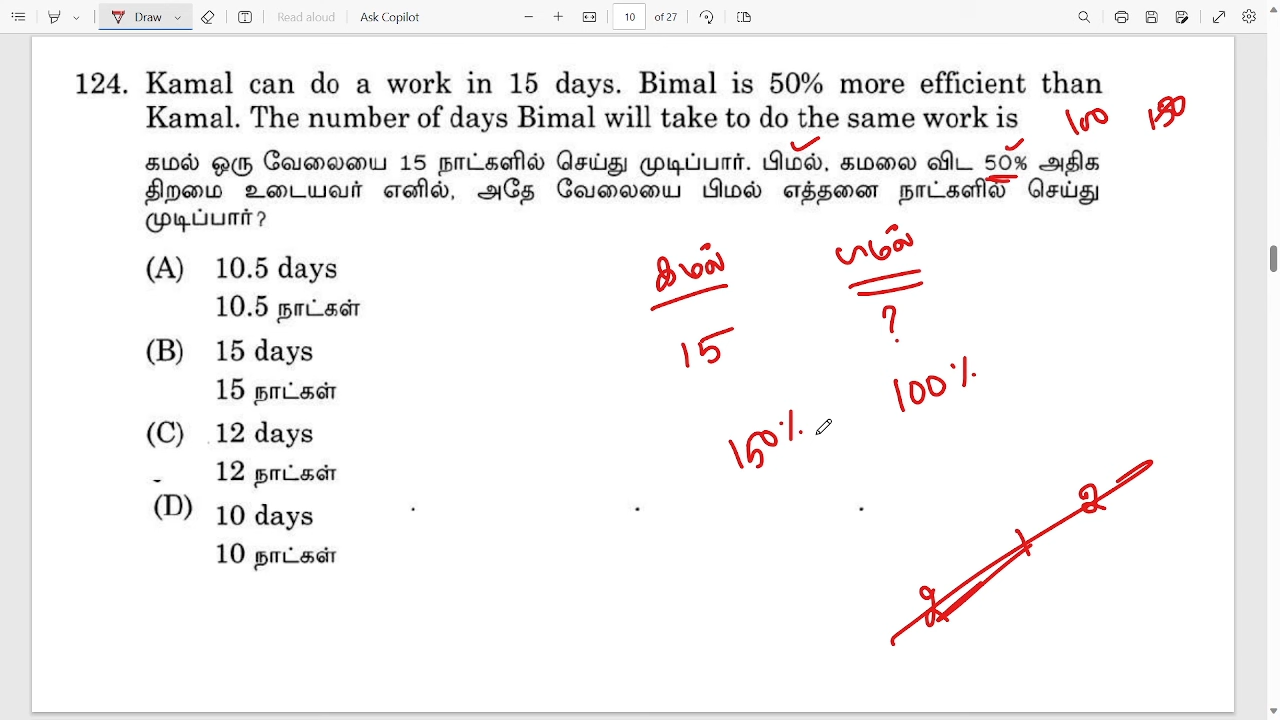 Draw
Read aloud
Ask Copilot
10 of 27
124. Kamal can do a work in 15 days. Bimal is 50% more efficient than
Kamal. The number of days Bimal will take to do the same work is
100 150
கமல் ஒரு வேலையை 15 நாட்களில் செய்து முடிப்பார். பிமல், கமலை விட 50% அதிக
திறமை உடையவர் எனில், அதே வேலையை பிமல் எத்தனை நாட்களில் செய்து
முடிப்பார்?
(A) 10.5 days
10.5 நாட்கள்
(B) 15 days
15 நாட்கள்
(C) 12 days
12 நாட்கள்
(D) 10 days
10 நாட்கள்
கமல்
15
?
100%
150%